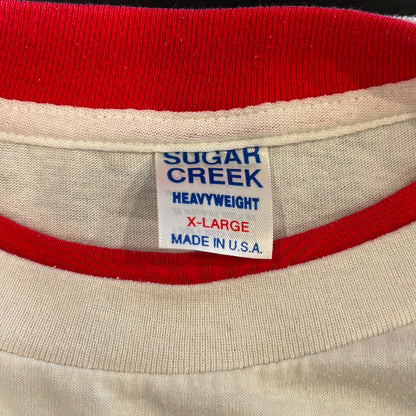 SUGAR
CREEK
HEAVYWEIGHT
X-LARGE
MADE IN U.S.A.